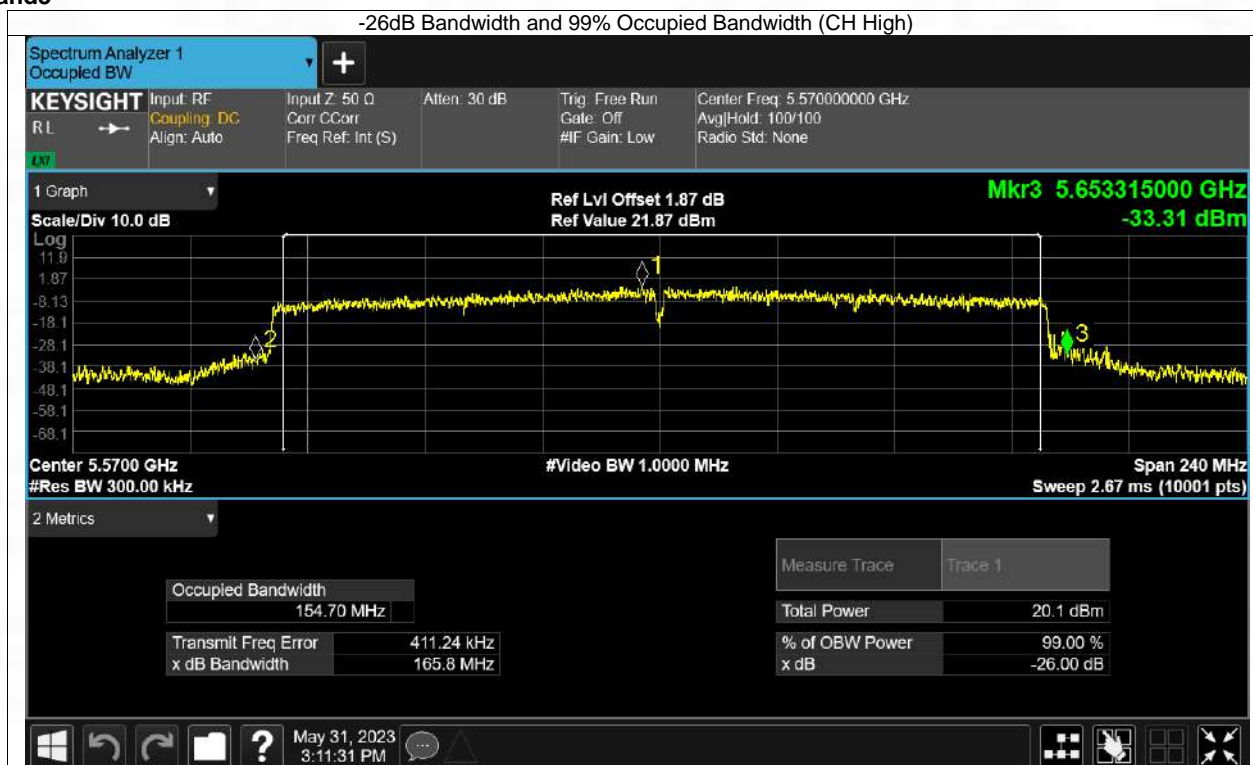 -26dB Bandwidth and 99% Occupied Bandwidth (CH High)
Spectrum Analyzer 1
Occupied BW
+
KEYSIGHT
RL
LXI
Input: RF
Coupling: DC
Align: Auto
Input Z: 50 Ω
Corr CCorr
Freq Ref: Int (S)
Atten: 30 dB
Trig: Free Run
Gate: Off
#IF Gain: Low
Center Freq: 5.570000000 GHz
Avg|Hold: 100/100
Radio Std: None
1 Graph
Scale/Div 10.0 dB
Ref Lvl Offset 1.87 dB
Ref Value 21.87 dBm
Mkr3 5.653315000 GHz
-33.31 dBm
Log
11.9
1.87
-8.13
-18.1
-28.1
-38.1
-48.1
-58.1
-68.1
1
2
3
Center 5.5700 GHz
#Res BW 300.00 kHz
#Video BW 1.0000 MHz
Span 240 MHz
Sweep 2.67 ms (10001 pts)
2 Metrics
Measure Trace Trace 1
Occupied Bandwidth
154.70 MHz
Total Power 20.1 dBm
Transmit Freq Error 411.24 kHz
% of OBW Power 99.00 %
x dB Bandwidth 165.8 MHz
x dB -26.00 dB
?
May 31, 2023
3:11:31 PM